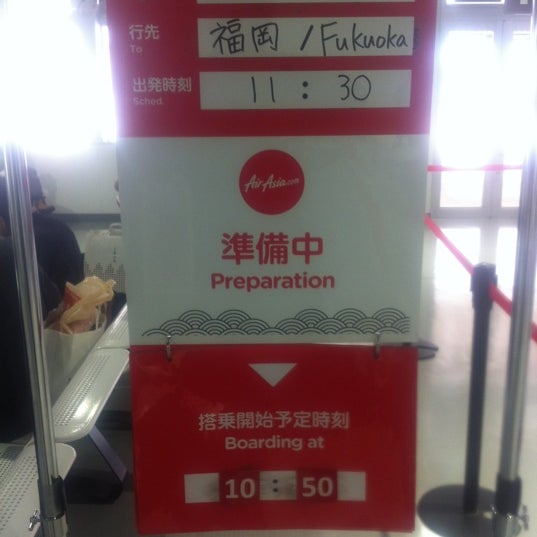 行先 福岡 / Fukuoka
To
出発時刻 11 : 30
Sched.
AirAsia.com
準備中
Preparation
搭乗開始予定時刻
Boarding at
10 : 50